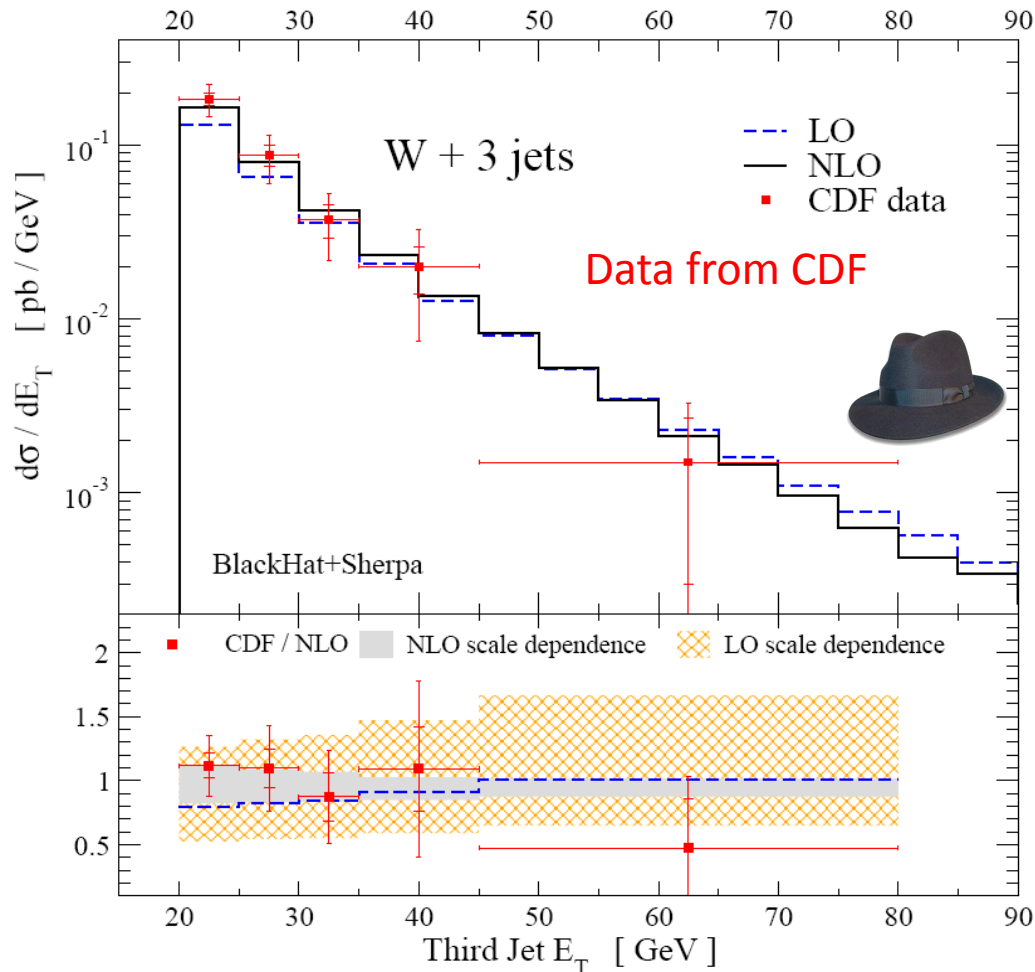 20 30 40 50 60 70 80 90
W + 3 jets
LO
NLO
CDF data
Data from CDF
dσ / dE_T [ pb / GeV ]
10^-1
10^-2
10^-3
BlackHat+Sherpa
CDF / NLO NLO scale dependence LO scale dependence
2
1.5
1
0.5
20 30 40 50 60 70 80 90
Third Jet E_T [ GeV ]